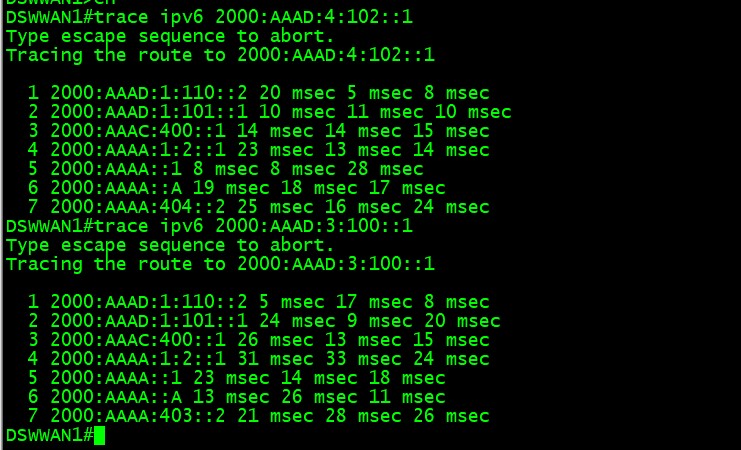 DSWWAN1>en
DSWWAN1#trace ipv6 2000:AAAD:4:102::1
Type escape sequence to abort.
Tracing the route to 2000:AAAD:4:102::1
1 2000:AAAD:1:110::2 20 msec 5 msec 8 msec
2 2000:AAAD:1:101::1 10 msec 11 msec 10 msec
3 2000:AAAC:400::1 14 msec 14 msec 15 msec
4 2000:AAAA:1:2::1 23 msec 13 msec 14 msec
5 2000:AAAA::1 8 msec 8 msec 28 msec
6 2000:AAAA::A 19 msec 18 msec 17 msec
7 2000:AAAA:404::2 25 msec 16 msec 24 msec
DSWWAN1#trace ipv6 2000:AAAD:3:100::1
Type escape sequence to abort.
Tracing the route to 2000:AAAD:3:100::1
1 2000:AAAD:1:110::2 5 msec 17 msec 8 msec
2 2000:AAAD:1:101::1 24 msec 9 msec 20 msec
3 2000:AAAC:400::1 26 msec 13 msec 15 msec
4 2000:AAAA:1:2::1 31 msec 33 msec 24 msec
5 2000:AAAA::1 23 msec 14 msec 18 msec
6 2000:AAAA::A 13 msec 26 msec 11 msec
7 2000:AAAA:403::2 21 msec 28 msec 26 msec
DSWWAN1#